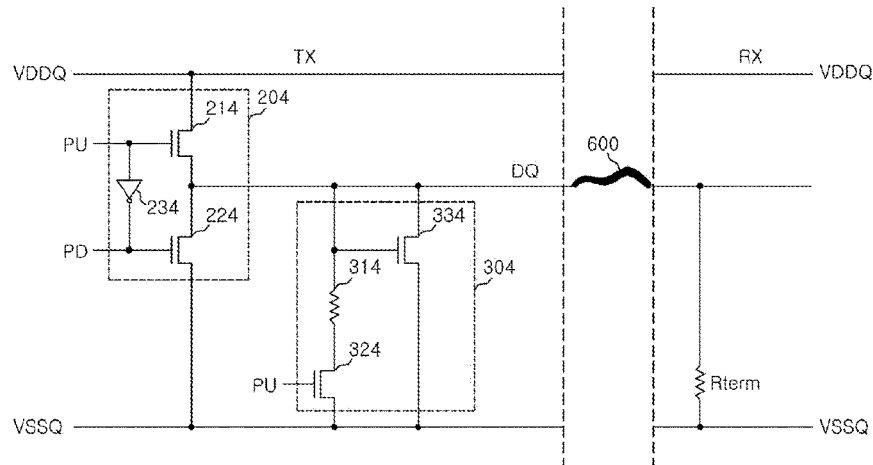 TX
RX
VDDQ
VDDQ
204
214
PU
600
DQ
234
224
334
PD
314
304
324
PU
Rterm
VSSQ
VSSQ